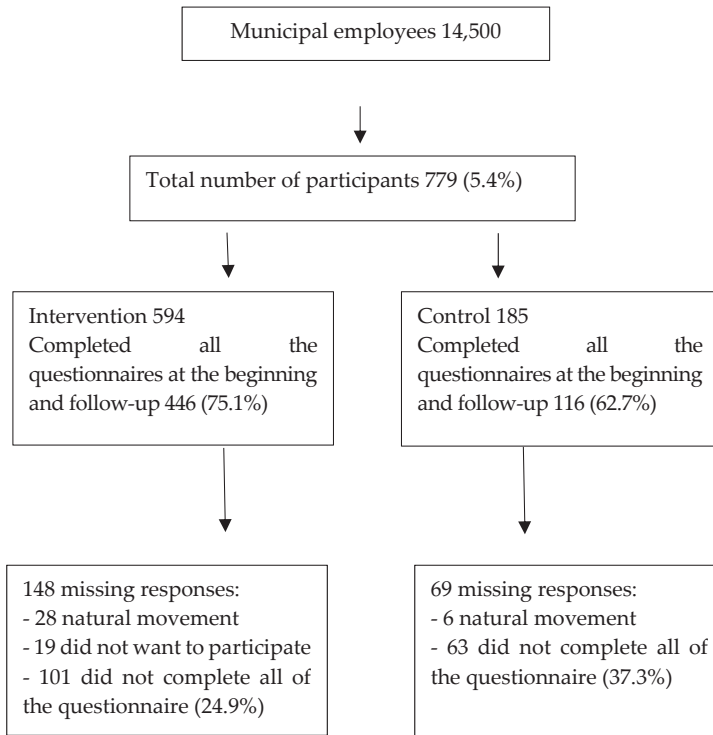 Municipal employees 14,500
Total number of participants 779 (5.4%)
Intervention 594
Completed all the
questionnaires at the beginning
and follow-up 446 (75.1%)
Control 185
Completed all the
questionnaires at the beginning
and follow-up 116 (62.7%)
148 missing responses:
- 28 natural movement
- 19 did not want to participate
- 101 did not complete all of
the questionnaire (24.9%)
69 missing responses:
- 6 natural movement
- 63 did not complete all of
the questionnaire (37.3%)